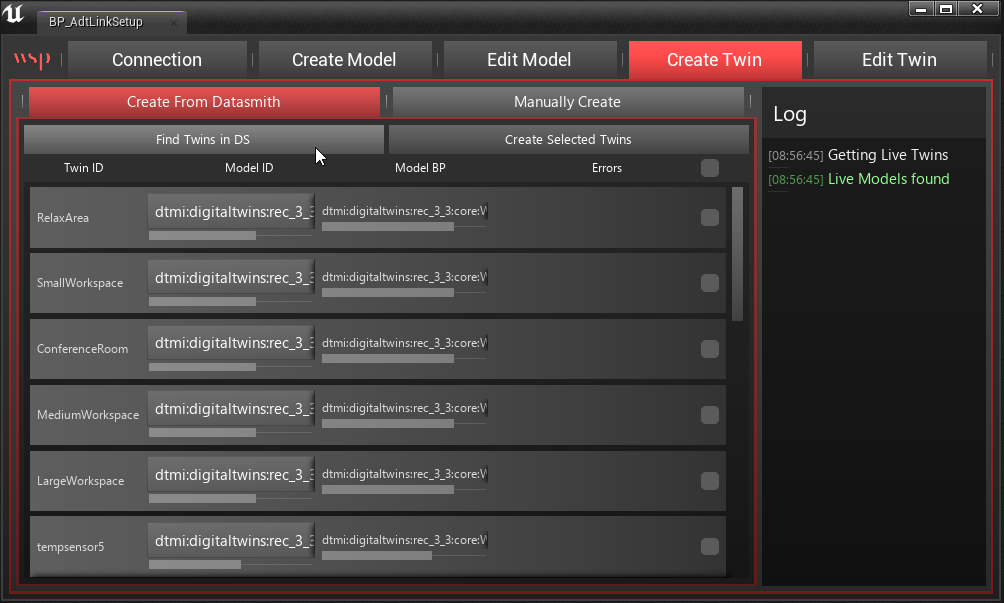 BP_AdtLinkSetup
wsp
Connection
Create Model
Edit Model
Create Twin
Edit Twin
Create From Datasmith
Manually Create
Find Twins in DS
Create Selected Twins
Twin ID
Model ID
Model BP
Errors
RelaxArea
dtmi:digitaltwins:rec_3_3
dtmi:digitaltwins:rec_3_3:core:
SmallWorkspace
dtmi:digitaltwins:rec_3_3
dtmi:digitaltwins:rec_3_3:core:
ConferenceRoom
dtmi:digitaltwins:rec_3_3
dtmi:digitaltwins:rec_3_3:core:
MediumWorkspace
dtmi:digitaltwins:rec_3_3
dtmi:digitaltwins:rec_3_3:core:
LargeWorkspace
dtmi:digitaltwins:rec_3_3
dtmi:digitaltwins:rec_3_3:core:
tempsensor5
dtmi:digitaltwins:rec_3_3
dtmi:digitaltwins:rec_3_3:core:
Log
[08:56:45] Getting Live Twins
[08:56:45] Live Models found